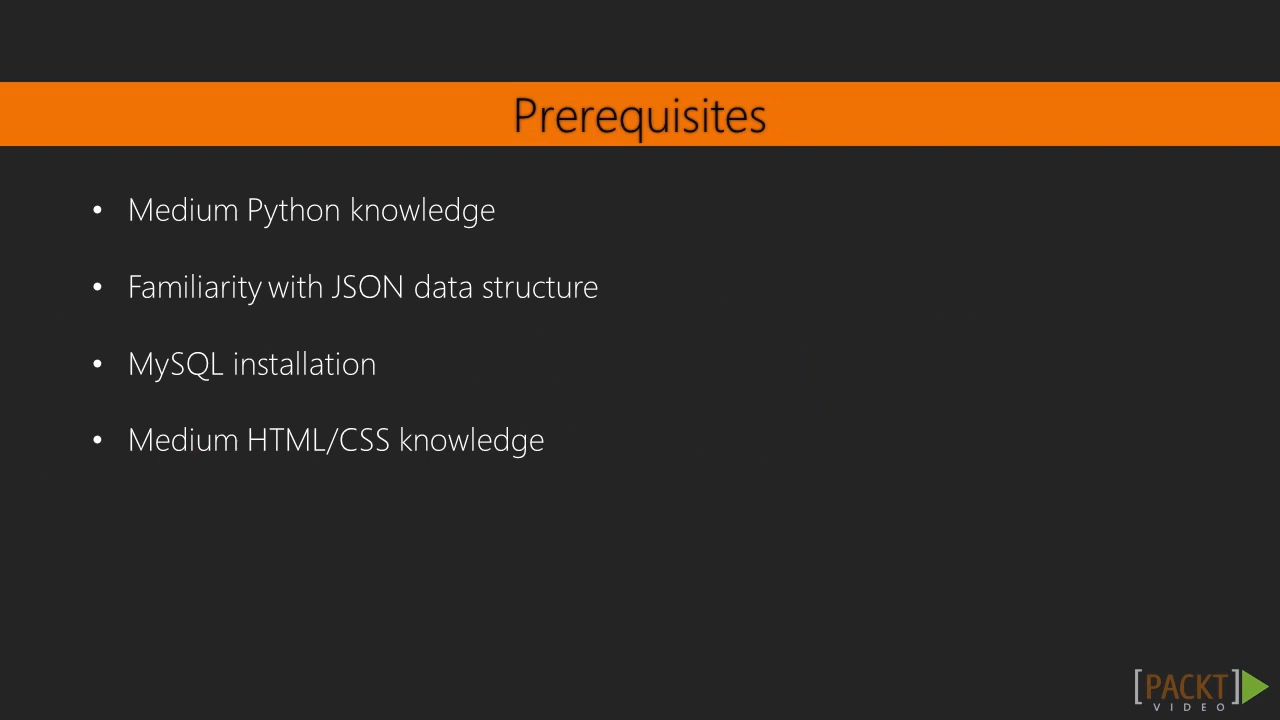 Prerequisites
• Medium Python knowledge
• Familiarity with JSON data structure
• MySQL installation
• Medium HTML/CSS knowledge
[PACKT]
VIDEO